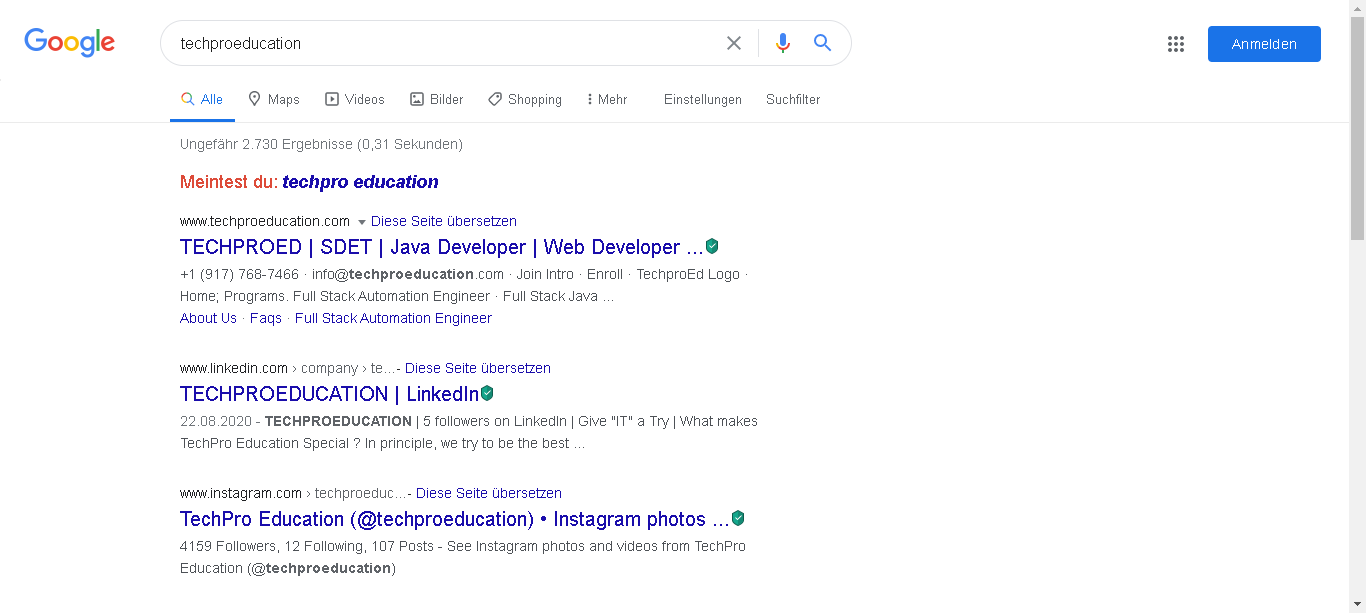 Google
techproeducation
Anmelden
Alle Maps Videos Bilder Shopping Mehr Einstellungen Suchfilter
Ungefähr 2.730 Ergebnisse (0,31 Sekunden)
Meintest du: techpro education
www.techproeducation.com Diese Seite übersetzen
TECHPROED | SDET | Java Developer | Web Developer ...
+1 (917) 768-7466 · info@techproeducation.com · Join Intro · Enroll · TechproEd Logo ·
Home; Programs. Full Stack Automation Engineer · Full Stack Java ...
About Us · Faqs · Full Stack Automation Engineer
www.linkedin.com › company › te...- Diese Seite übersetzen
TECHPROEDUCATION | LinkedIn
22.08.2020 - TECHPROEDUCATION | 5 followers on LinkedIn | Give "IT" a Try | What makes
TechPro Education Special ? In principle, we try to be the best ...
www.instagram.com › techproeduc...- Diese Seite übersetzen
TechPro Education (@techproeducation) • Instagram photos ...
4159 Followers, 12 Following, 107 Posts - See Instagram photos and videos from TechPro
Education (@techproeducation)